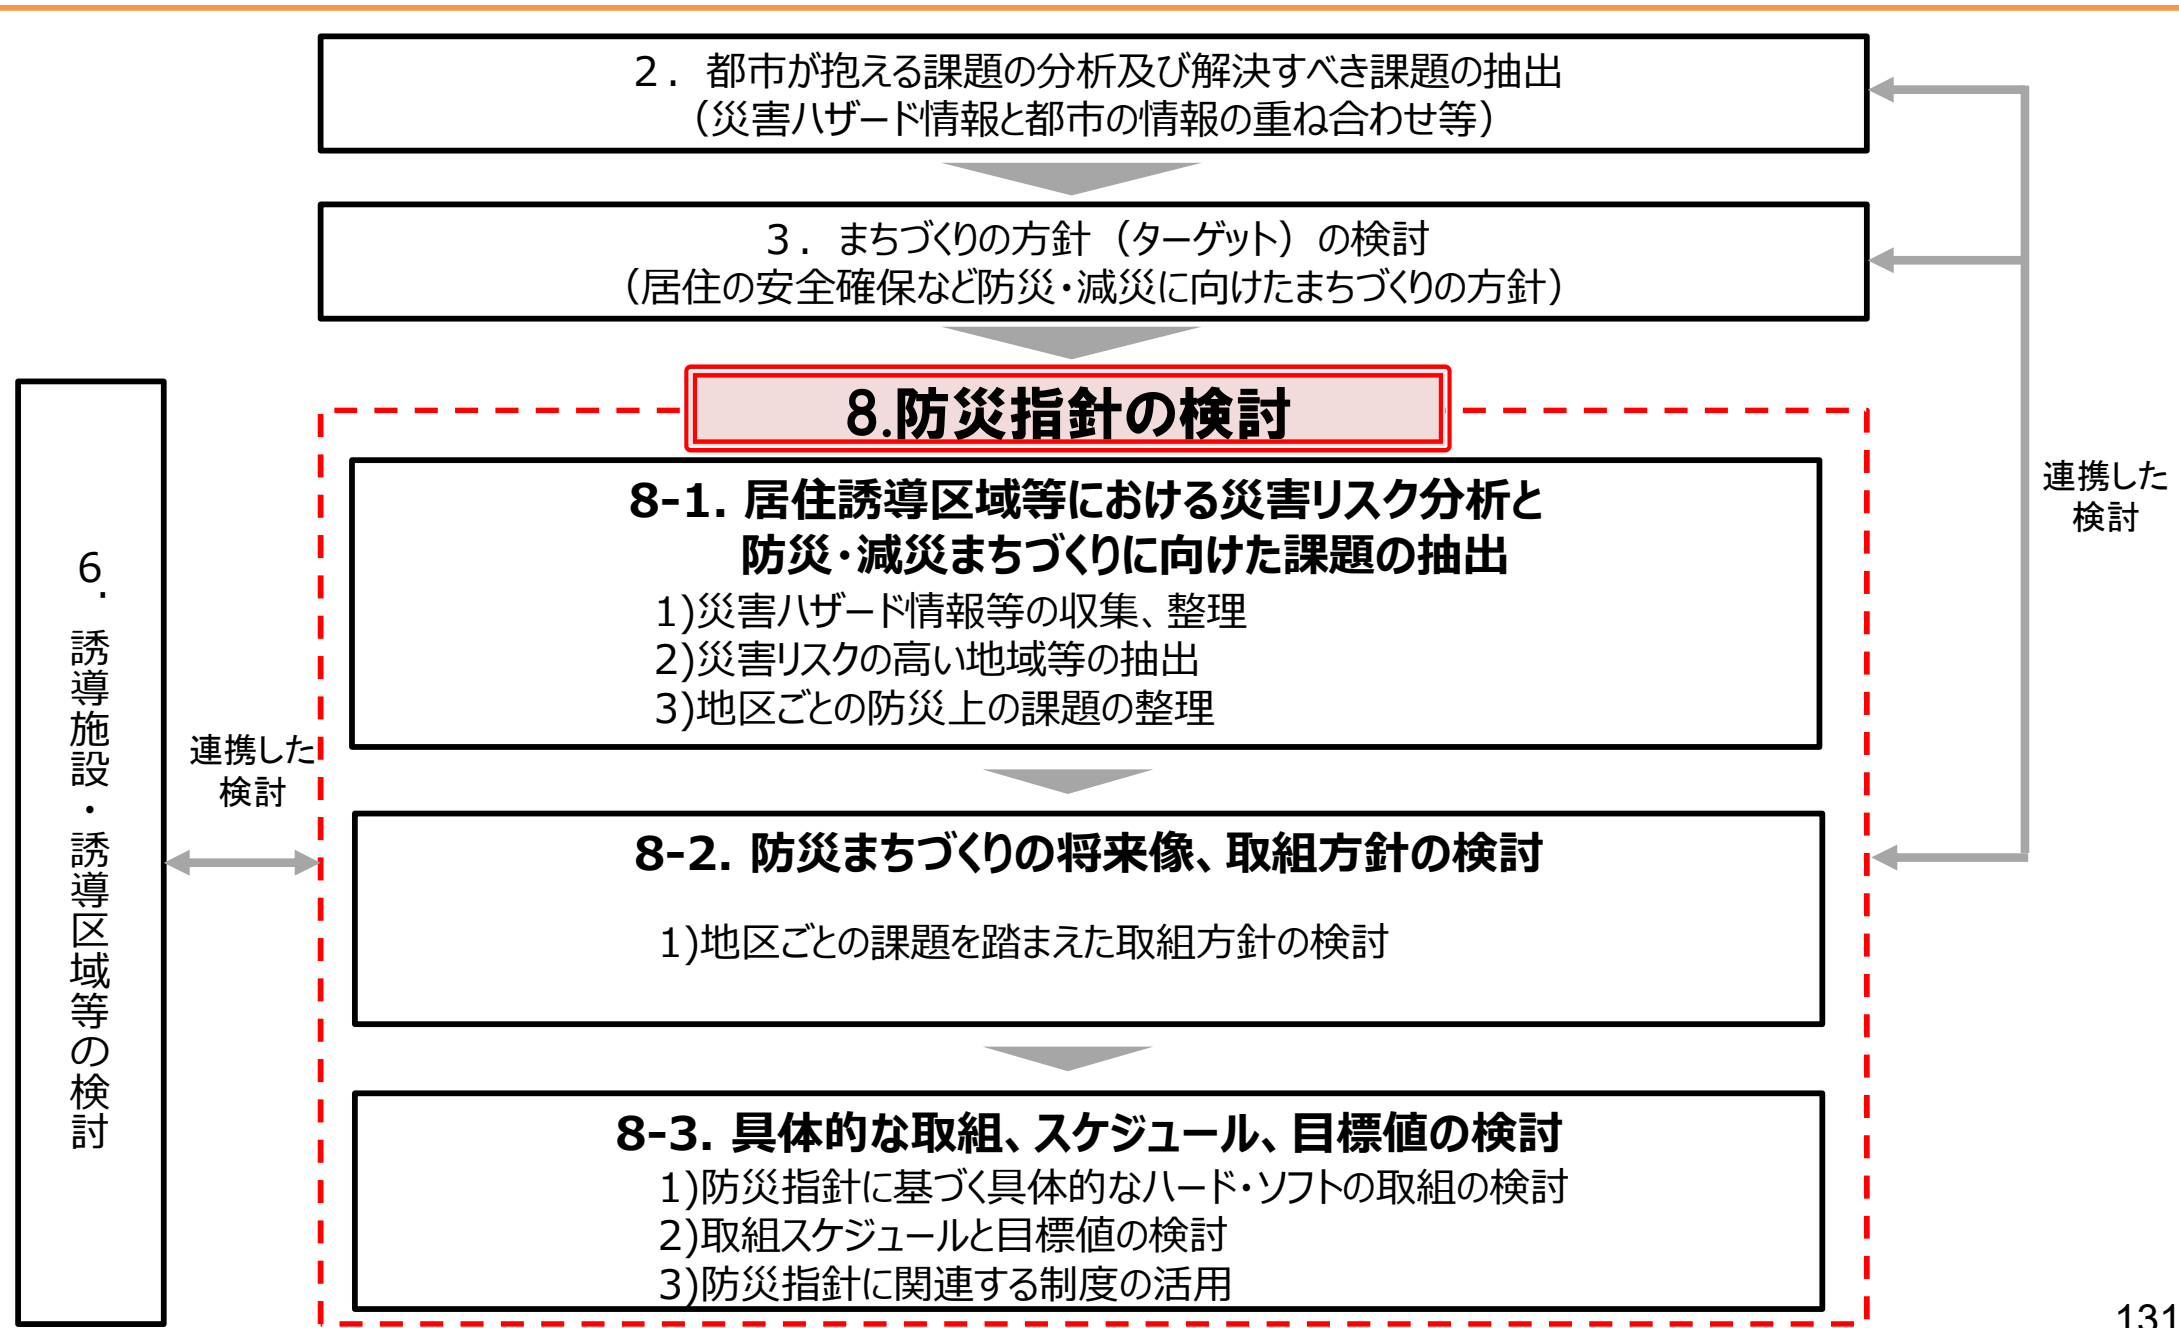 ２．都市が抱える課題の分析及び解決すべき課題の抽出
（災害ハザード情報と都市の情報の重ね合わせ等）
３．まちづくりの方針（ターゲット）の検討
（居住の安全確保など防災・減災に向けたまちづくりの方針）
8.防災指針の検討
8-1. 居住誘導区域等における災害リスク分析と
防災・減災まちづくりに向けた課題の抽出
1)災害ハザード情報等の収集、整理
2)災害リスクの高い地域等の抽出
3)地区ごとの防災上の課題の整理
8-2. 防災まちづくりの将来像、取組方針の検討
1)地区ごとの課題を踏まえた取組方針の検討
8-3. 具体的な取組、スケジュール、目標値の検討
1)防災指針に基づく具体的なハード・ソフトの取組の検討
2)取組スケジュールと目標値の検討
3)防災指針に関連する制度の活用
６．誘導施設・誘導区域等の検討
連携した
検討
連携した
検討
131